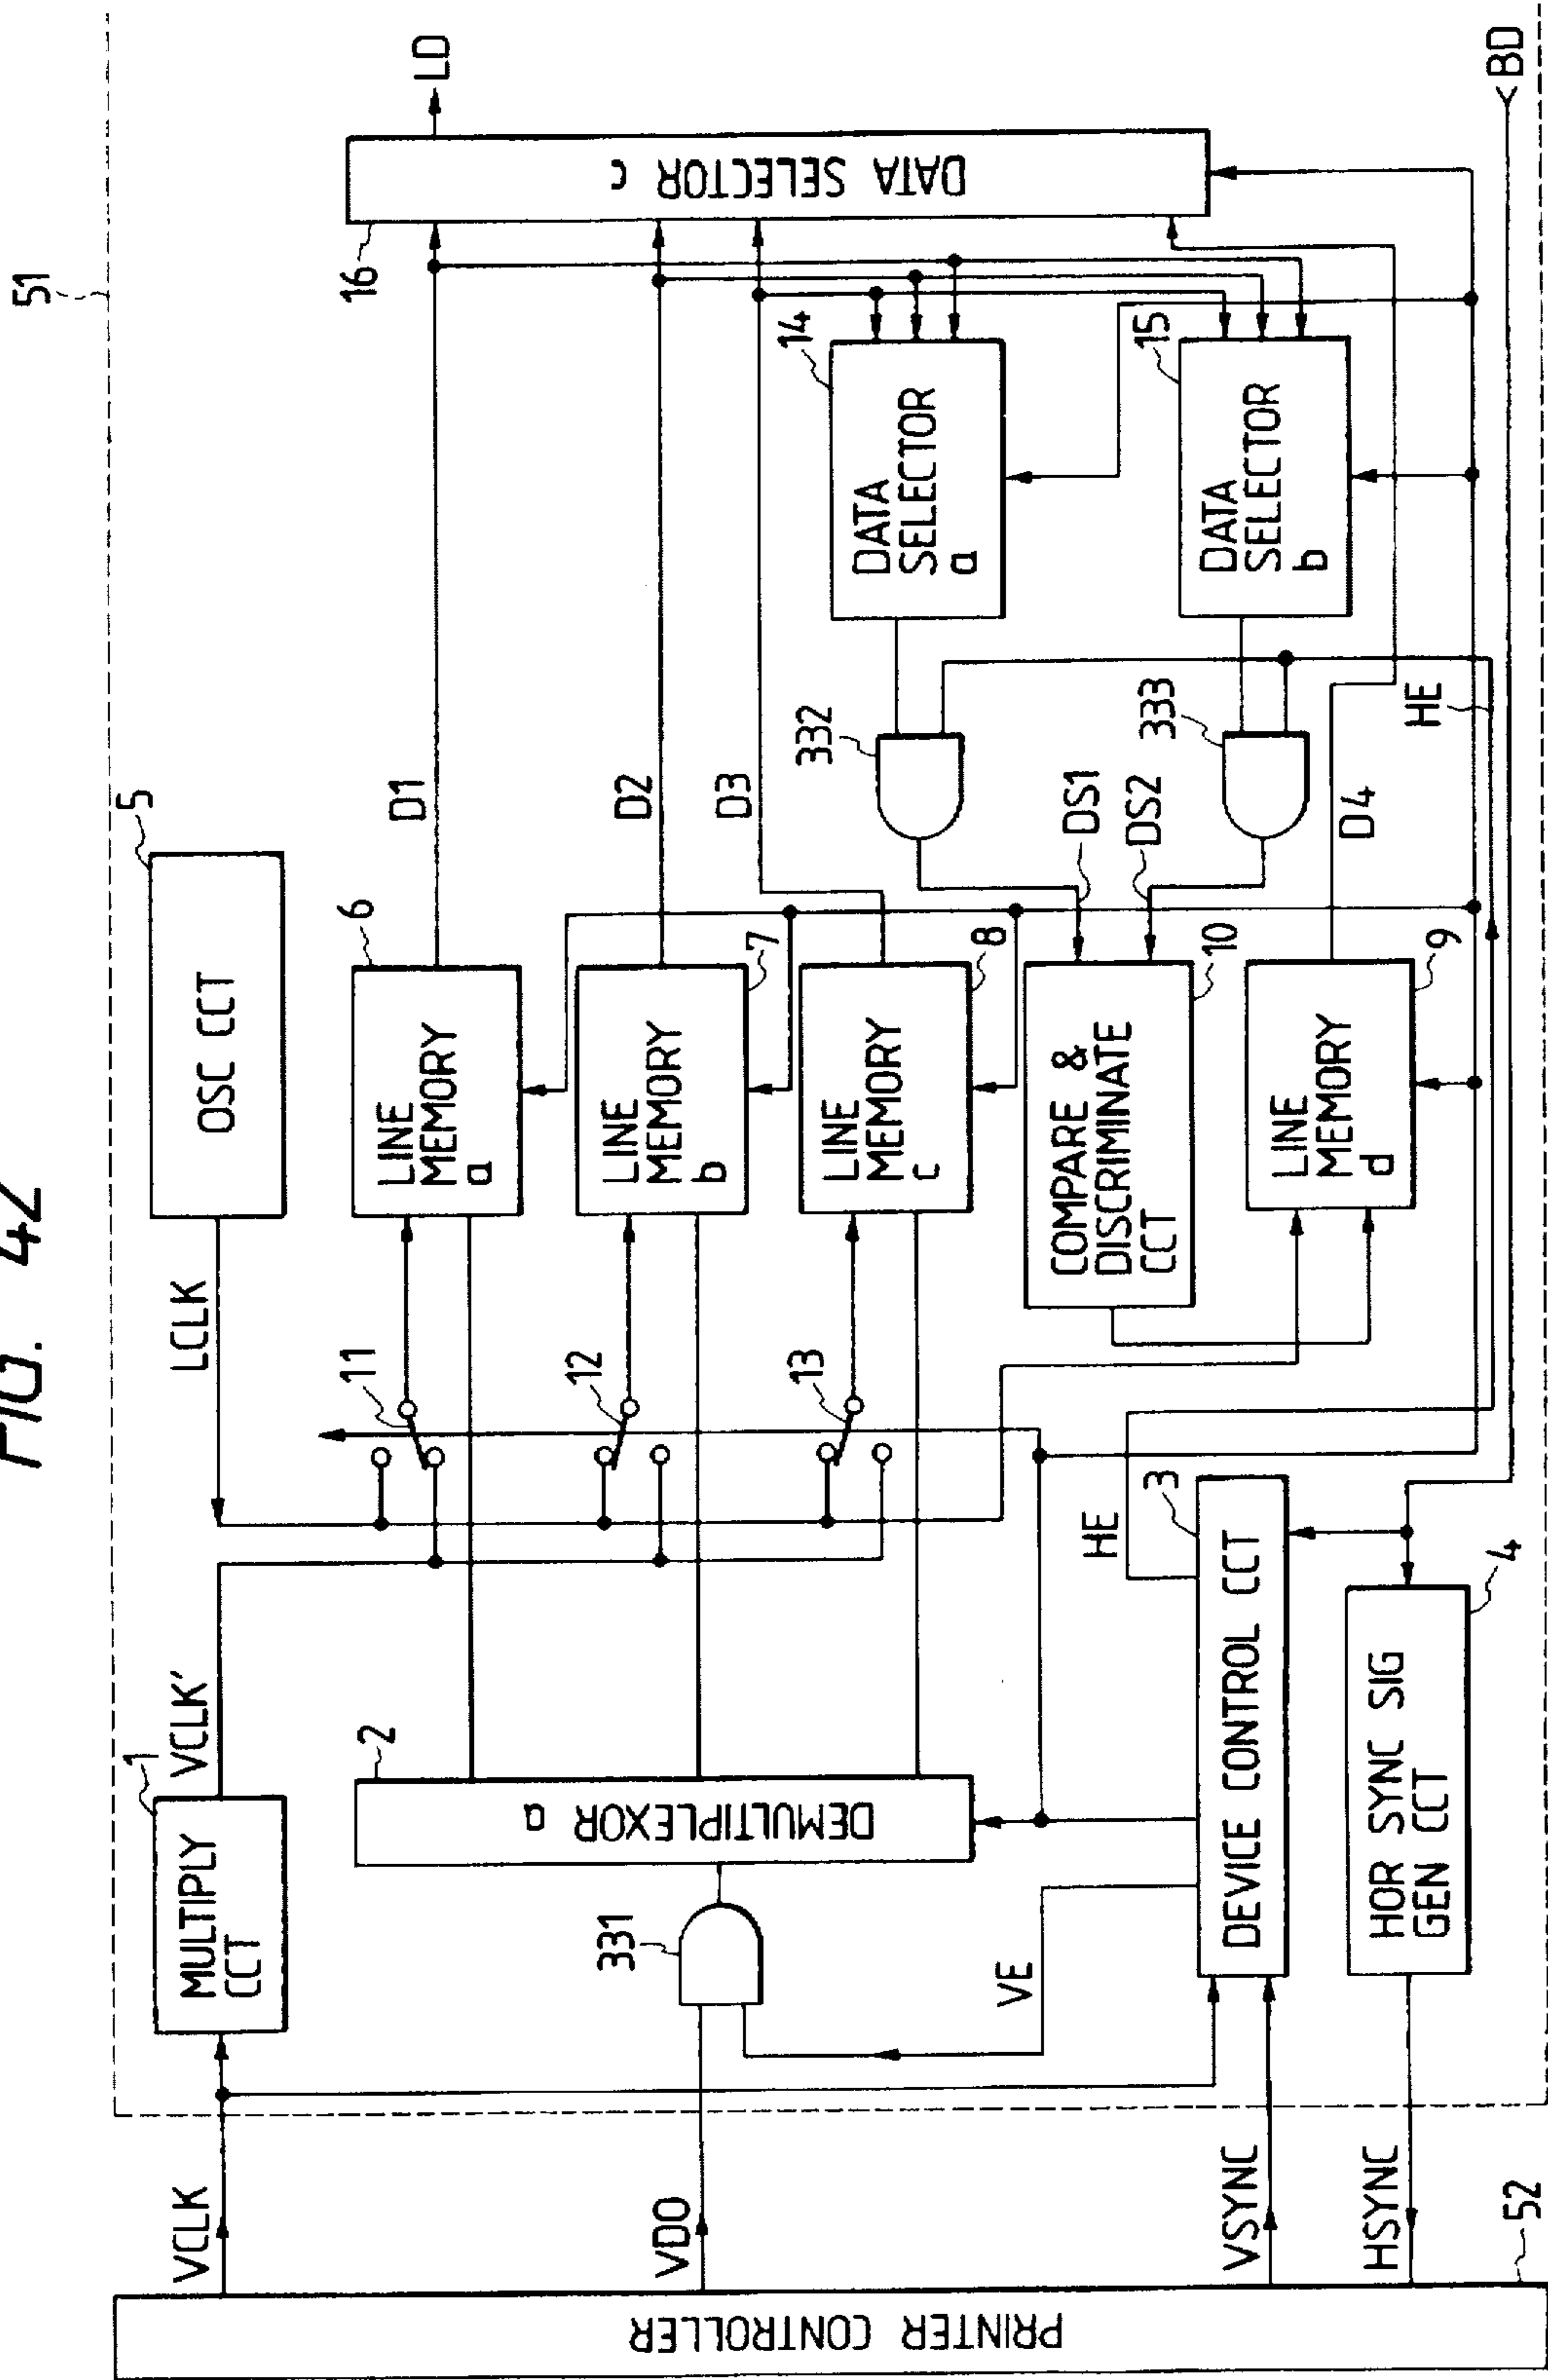 FIG. 42
51
VCLK
1
MULTIPLY
CCT
VCLK'
LCLK
5
OSC CCT
2
DEMULTIPLEXOR a
331
VDO
VE
11
12
13
6
LINE
MEMORY
a
7
LINE
MEMORY
b
8
LINE
MEMORY
c
D1
D2
D3
16
DATA SELECTOR c
LD
14
DATA
SELECTOR
a
15
DATA
SELECTOR
b
332
333
DS1
DS2
10
COMPARE &
DISCRIMINATE
CCT
9
LINE
MEMORY
d
D4
HE
HE
3
DEVICE CONTROL CCT
4
HOR SYNC SIG
GEN CCT
VSYNC
HSYNC
BD
52
PRINTER CONTROLLER